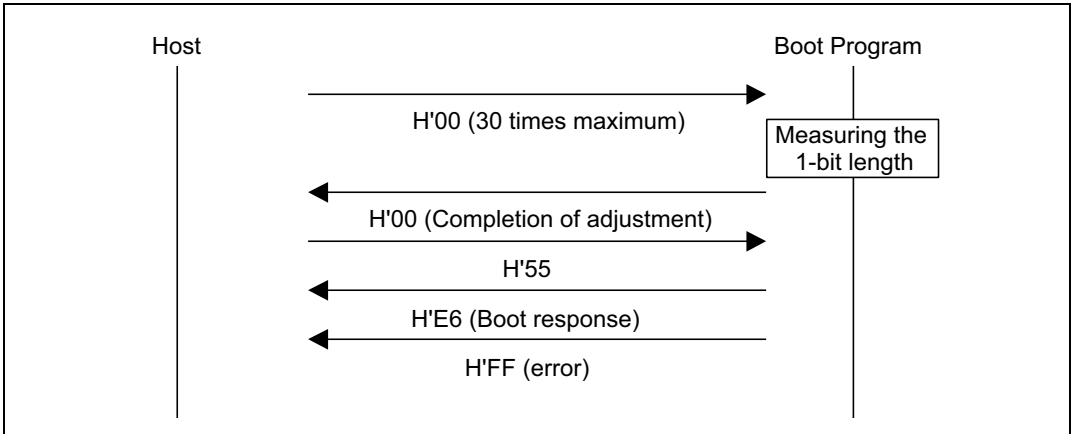 Host
Boot Program
H'00 (30 times maximum)
Measuring the
1-bit length
H'00 (Completion of adjustment)
H'55
H'E6 (Boot response)
H'FF (error)